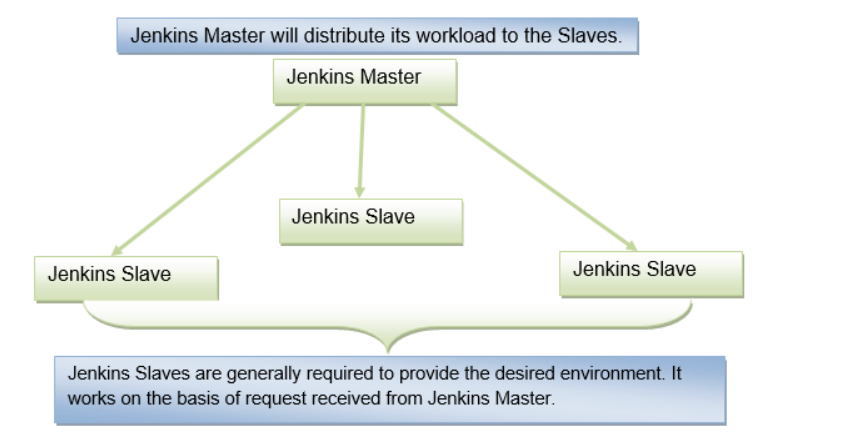 Jenkins Master will distribute its workload to the Slaves.
Jenkins Master
Jenkins Slave
Jenkins Slave
Jenkins Slave
Jenkins Slaves are generally required to provide the desired environment. It
works on the basis of request received from Jenkins Master.